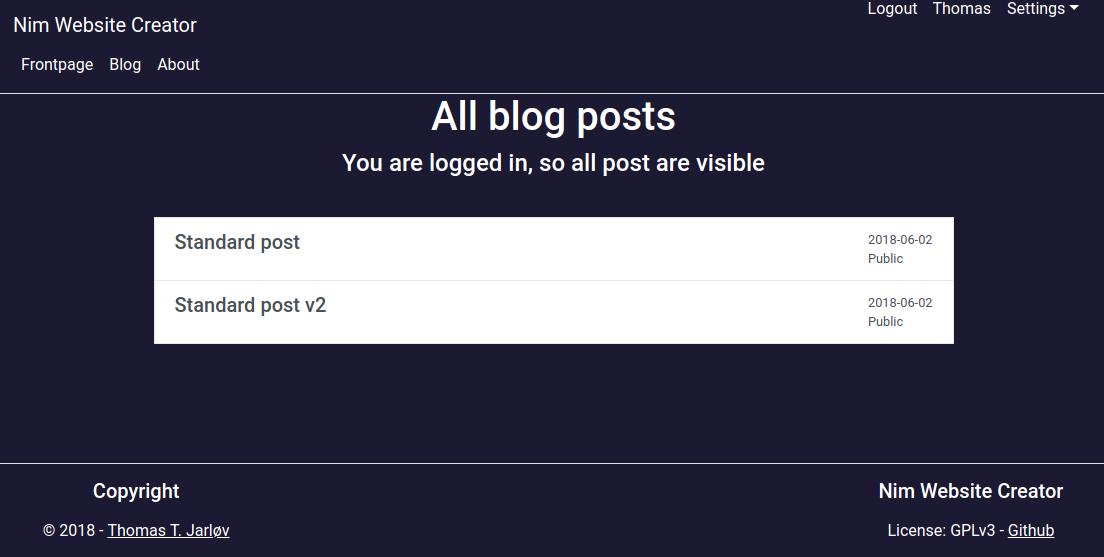 Nim Website Creator
Logout Thomas Settings
Frontpage Blog About
All blog posts
You are logged in, so all post are visible
Standard post
2018-06-02
Public
Standard post v2
2018-06-02
Public
Copyright
© 2018 - Thomas T. Jarløv
Nim Website Creator
License: GPLv3 - Github